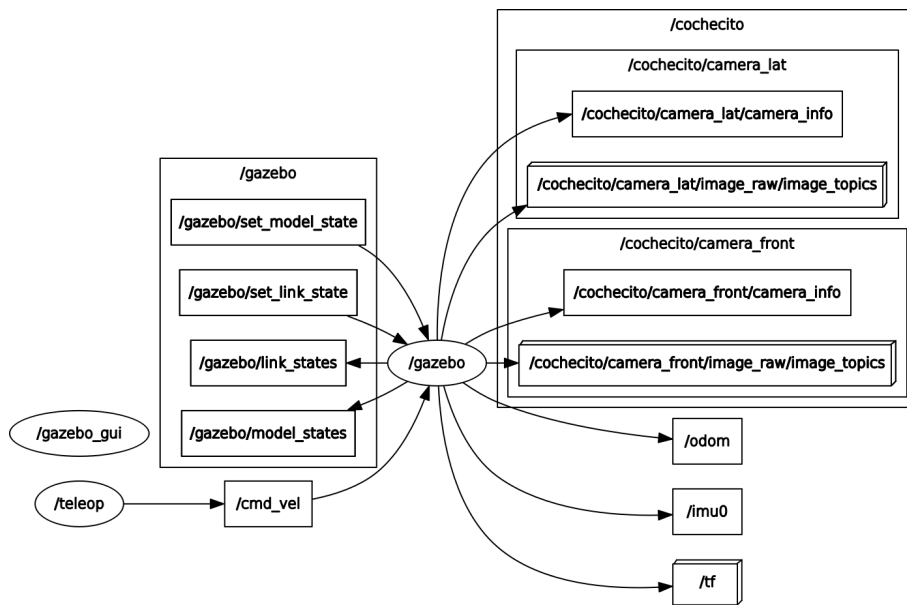 /cochecito
/cochecito/camera_lat
/cochecito/camera_lat/camera_info
/cochecito/camera_lat/image_raw/image_topics
/gazebo
/gazebo/set_model_state
/cochecito/camera_front
/gazebo/set_link_state
/cochecito/camera_front/camera_info
/gazebo/link_states
/gazebo
/cochecito/camera_front/image_raw/image_topics
/gazebo_gui
/gazebo/model_states
/odom
/teleop
/cmd_vel
/imu0
/tf